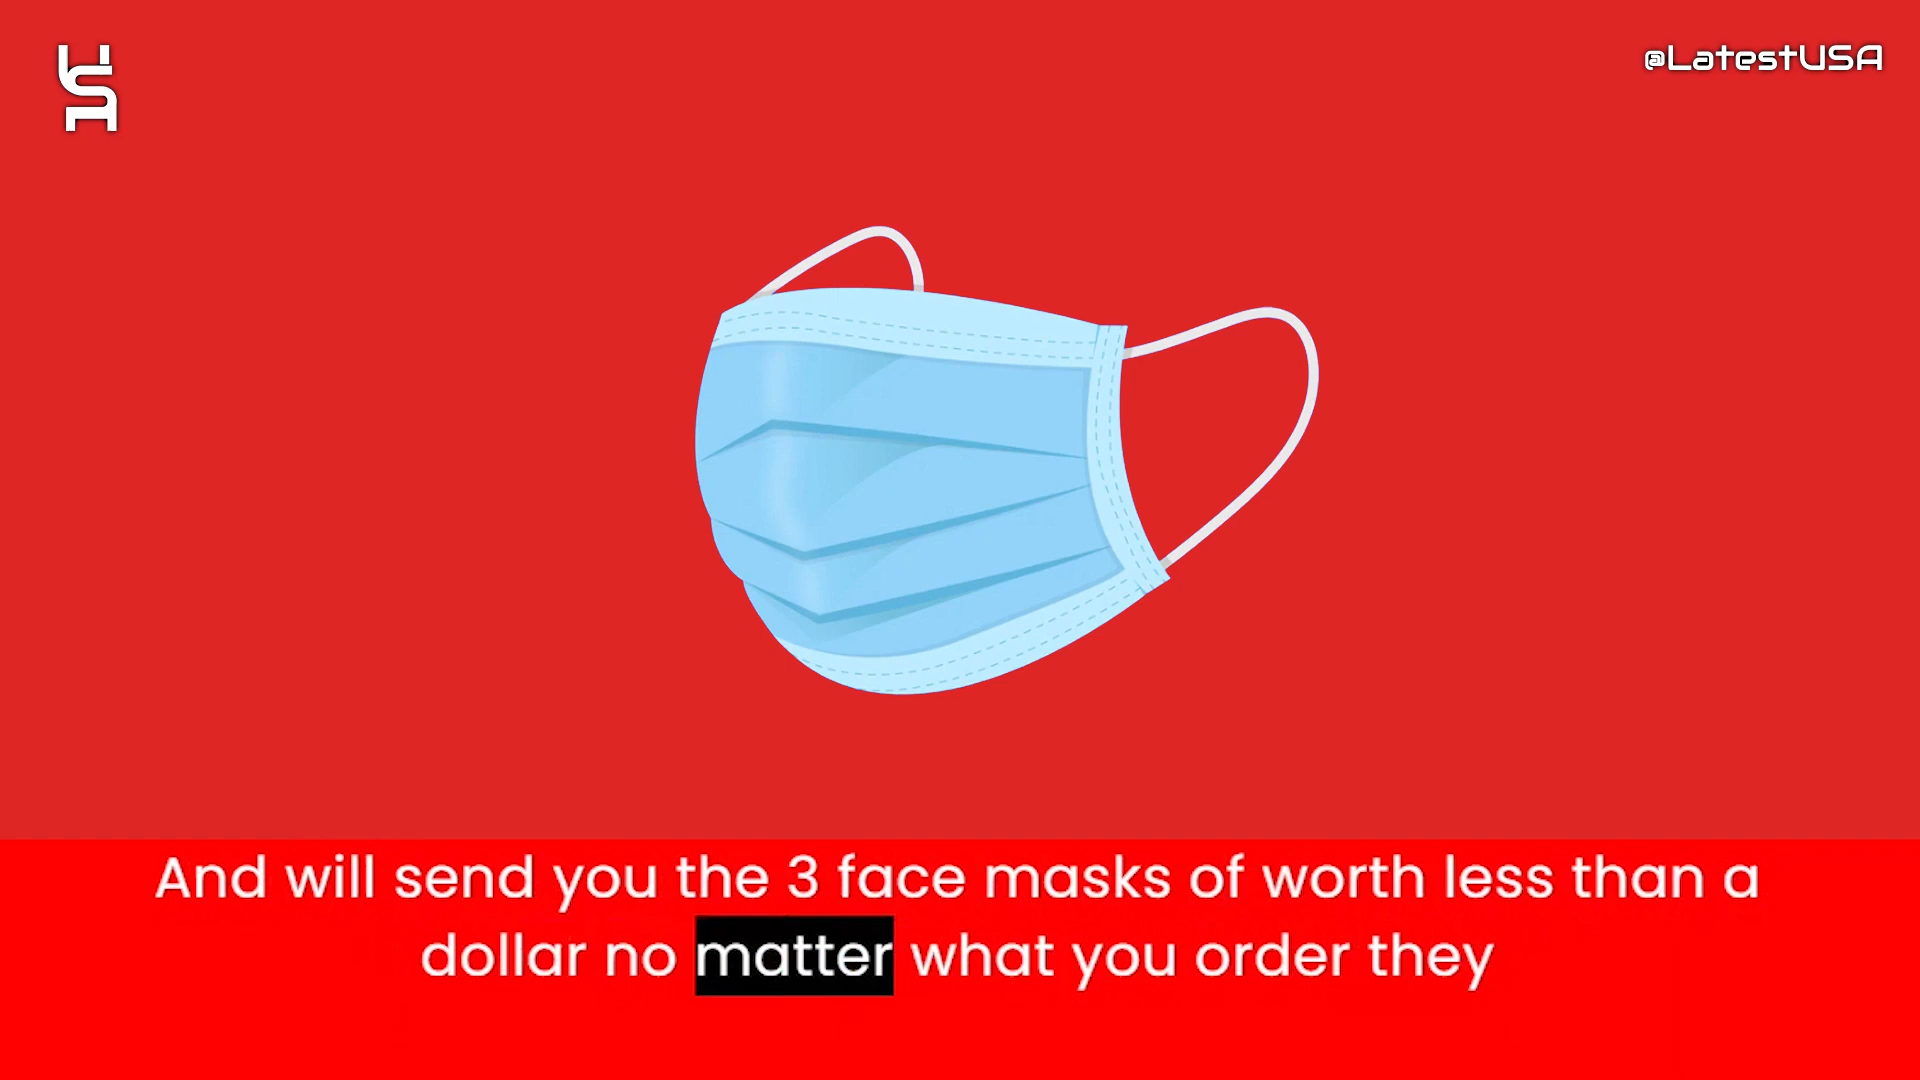 USA
@LatestUSA
And will send you the 3 face masks of worth less than a
dollar no matter what you order they